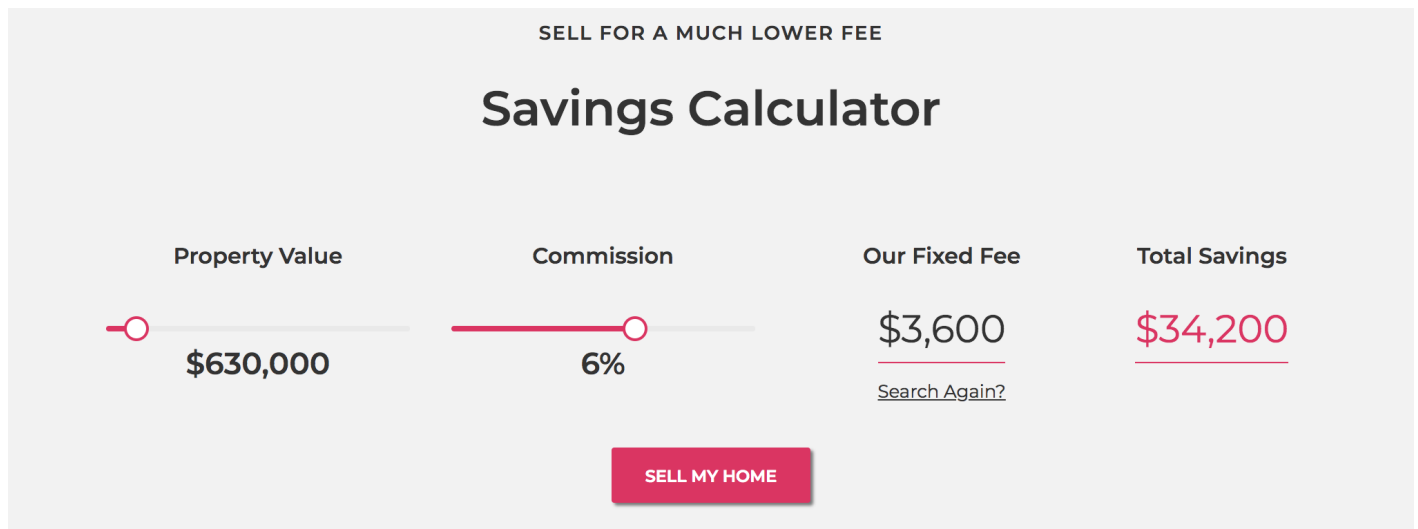 SELL FOR A MUCH LOWER FEE
Savings Calculator
Property Value
Commission
Our Fixed Fee
Total Savings
$630,000
6%
$3,600
$34,200
Search Again?
SELL MY HOME